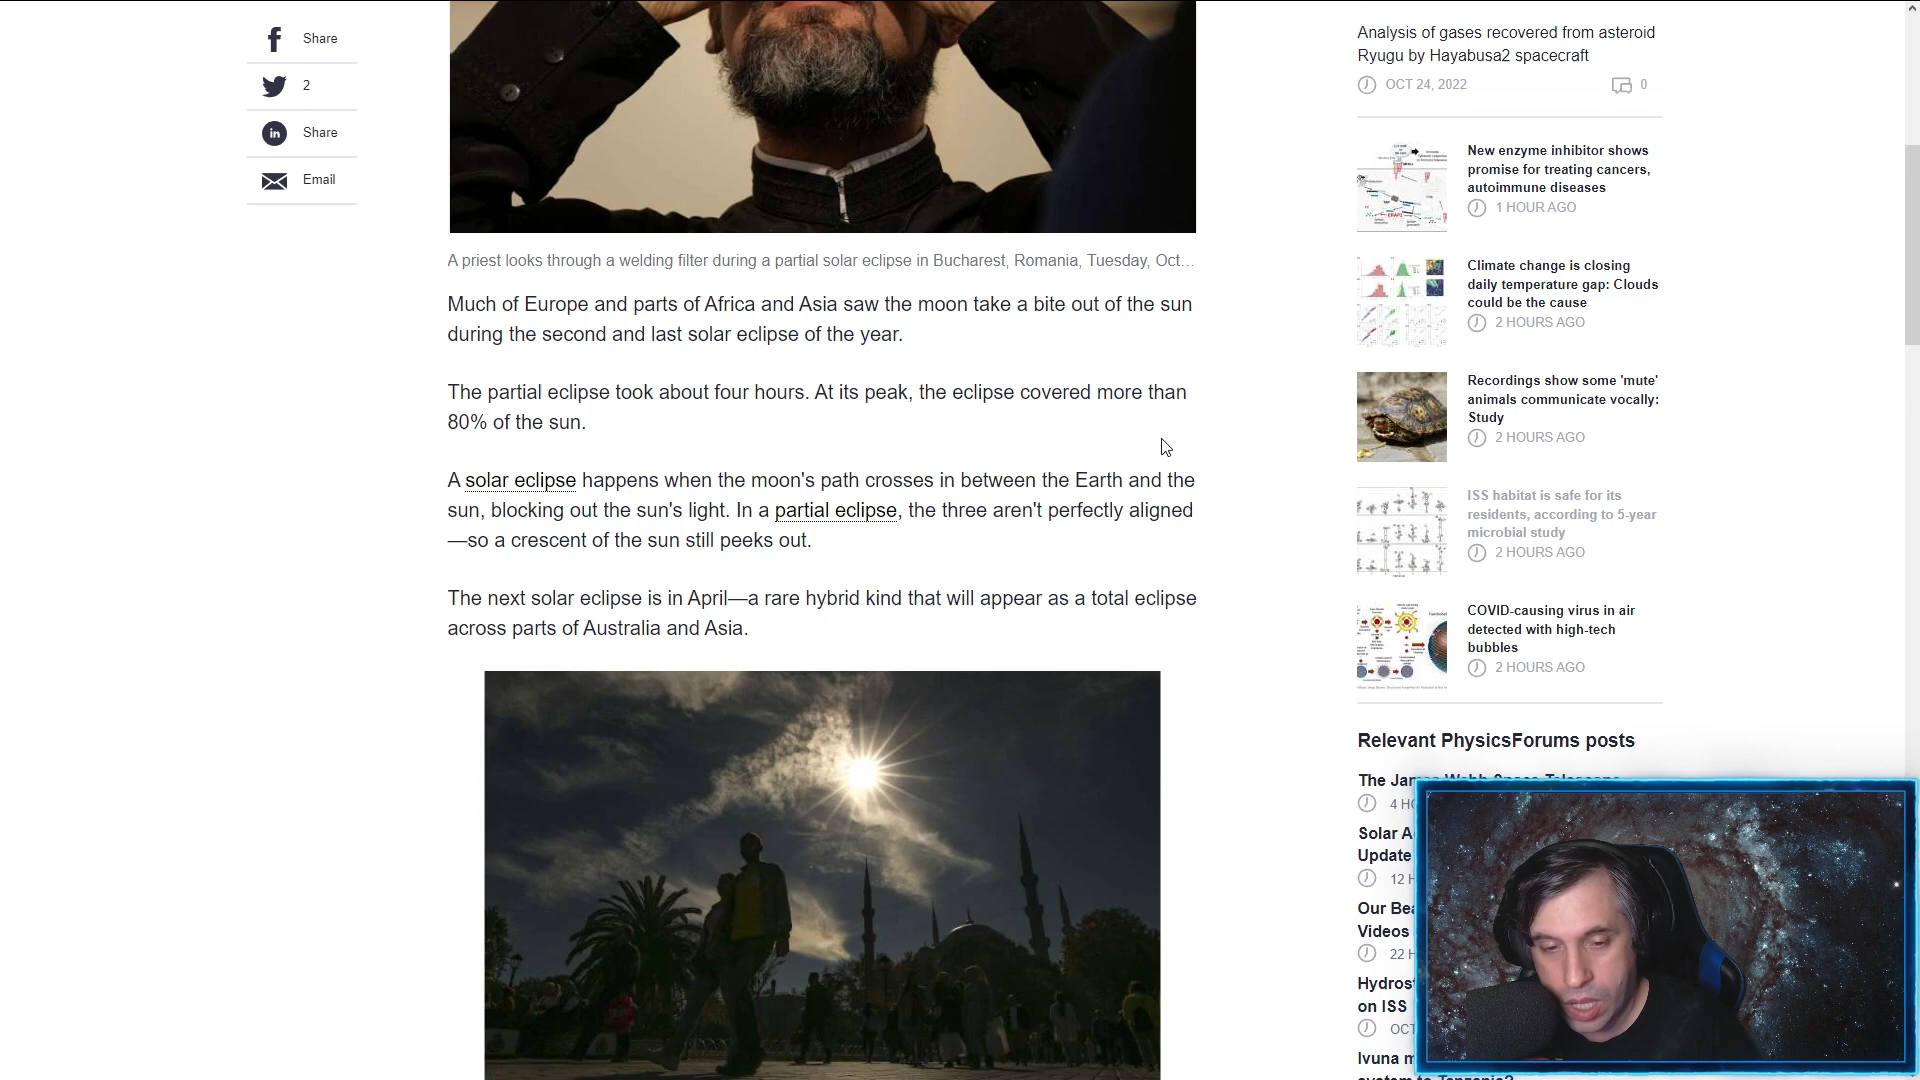 Share
2
Share
Email
A priest looks through a welding filter during a partial solar eclipse in Bucharest, Romania, Tuesday, Oct...
Much of Europe and parts of Africa and Asia saw the moon take a bite out of the sun
during the second and last solar eclipse of the year.
The partial eclipse took about four hours. At its peak, the eclipse covered more than
80% of the sun.
A solar eclipse happens when the moon's path crosses in between the Earth and the
sun, blocking out the sun's light. In a partial eclipse, the three aren't perfectly aligned
—so a crescent of the sun still peeks out.
The next solar eclipse is in April—a rare hybrid kind that will appear as a total eclipse
across parts of Australia and Asia.
Analysis of gases recovered from asteroid
Ryugu by Hayabusa2 spacecraft
OCT 24, 2022 0
New enzyme inhibitor shows
promise for treating cancers,
autoimmune diseases
1 HOUR AGO
Climate change is closing
daily temperature gap: Clouds
could be the cause
2 HOURS AGO
Recordings show some 'mute'
animals communicate vocally:
Study
2 HOURS AGO
ISS habitat is safe for its
residents, according to 5-year
microbial study
2 HOURS AGO
COVID-causing virus in air
detected with high-tech
bubbles
2 HOURS AGO
Relevant PhysicsForums posts
The James Webb Space Telescope
4 H
Solar A
Update
12 H
Our Bea
Videos
22 H
Hydros
on ISS
OCT
Ivuna m